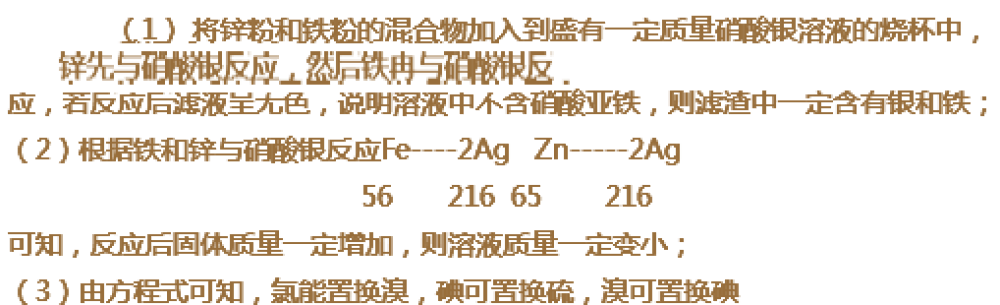 （1）将锌粉和铁粉的混合物加入到盛有一定质量硝酸银溶液的烧杯中，
锌先与硝酸银反应，然后铁再与硝酸银反
应，若反应后滤液呈无色，说明溶液中不含硝酸亚铁，则滤渣中一定含有银和铁；
（2）根据铁和锌与硝酸银反应Fe----2Ag Zn-----2Ag
56 216 65 216
可知，反应后固体质量一定增加，则溶液质量一定变小；
（3）由方程式可知，氯能置换溴，碘可置换硫，溴可置换碘